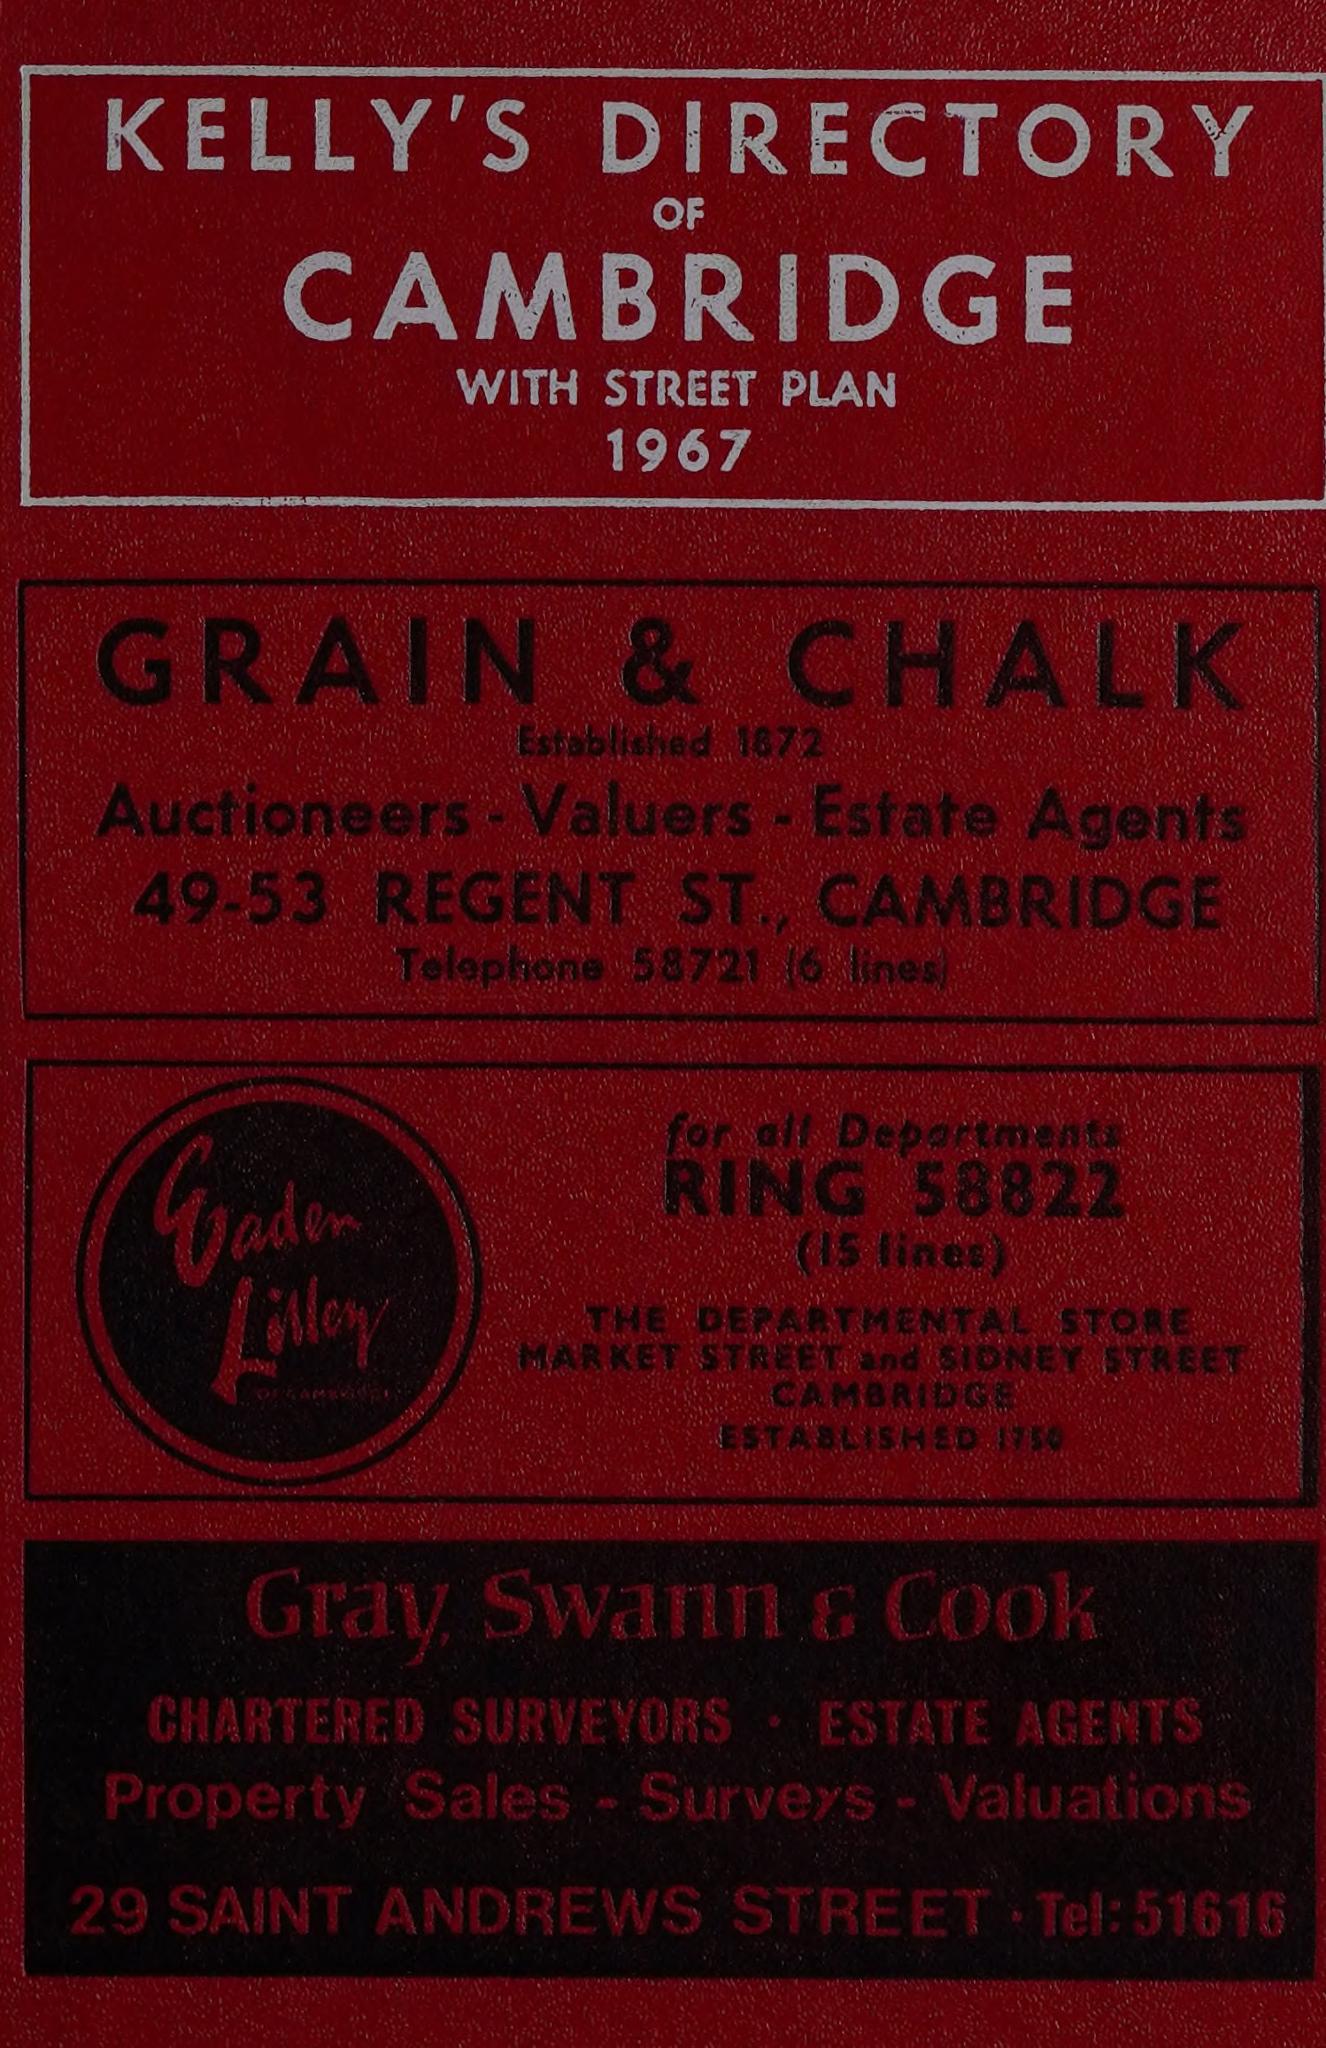 KELLY'S DIRECTORY
OF
CAMBRIDGE
WITH STREET PLAN
1967
GRAIN & CHALK
Established 1872
Auctioneers - Valuers - Estate Agents
49-53 REGENT ST., CAMBRIDGE
Telephone 58721 (6 lines)
Eaden
Lilley
OF CAMBRIDGE
for all Departments
RING 58822
(15 lines)
THE DEPARTMENTAL STORE
MARKET STREET and SIDNEY STREET
CAMBRIDGE
ESTABLISHED 1750
Gray, Swann & Cook
CHARTERED SURVEYORS · ESTATE AGENTS
Property Sales - Surveys - Valuations
29 SAINT ANDREWS STREET · Tel: 51616